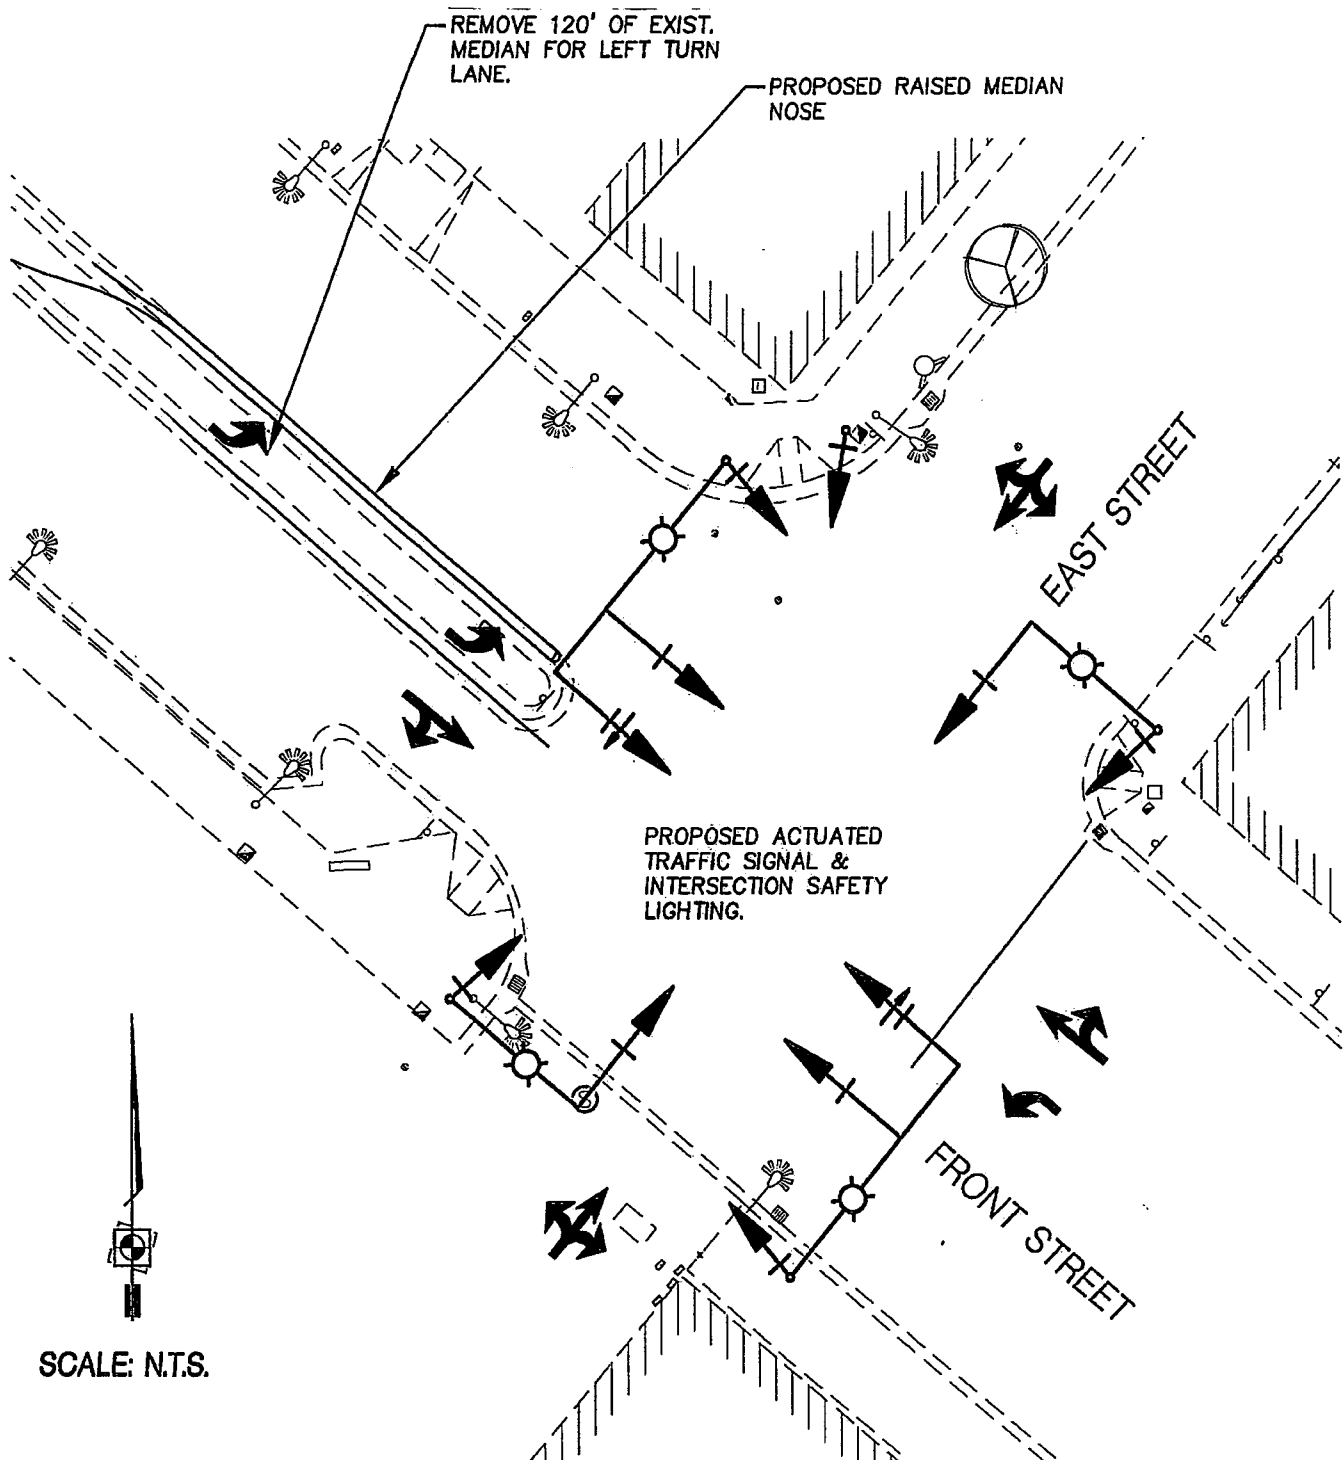 REMOVE 120' OF EXIST.
MEDIAN FOR LEFT TURN
LANE.
PROPOSED RAISED MEDIAN
NOSE
EAST STREET
PROPOSED ACTUATED
TRAFFIC SIGNAL &
INTERSECTION SAFETY
LIGHTING.
S
FRONT STREET
SCALE: N.T.S.